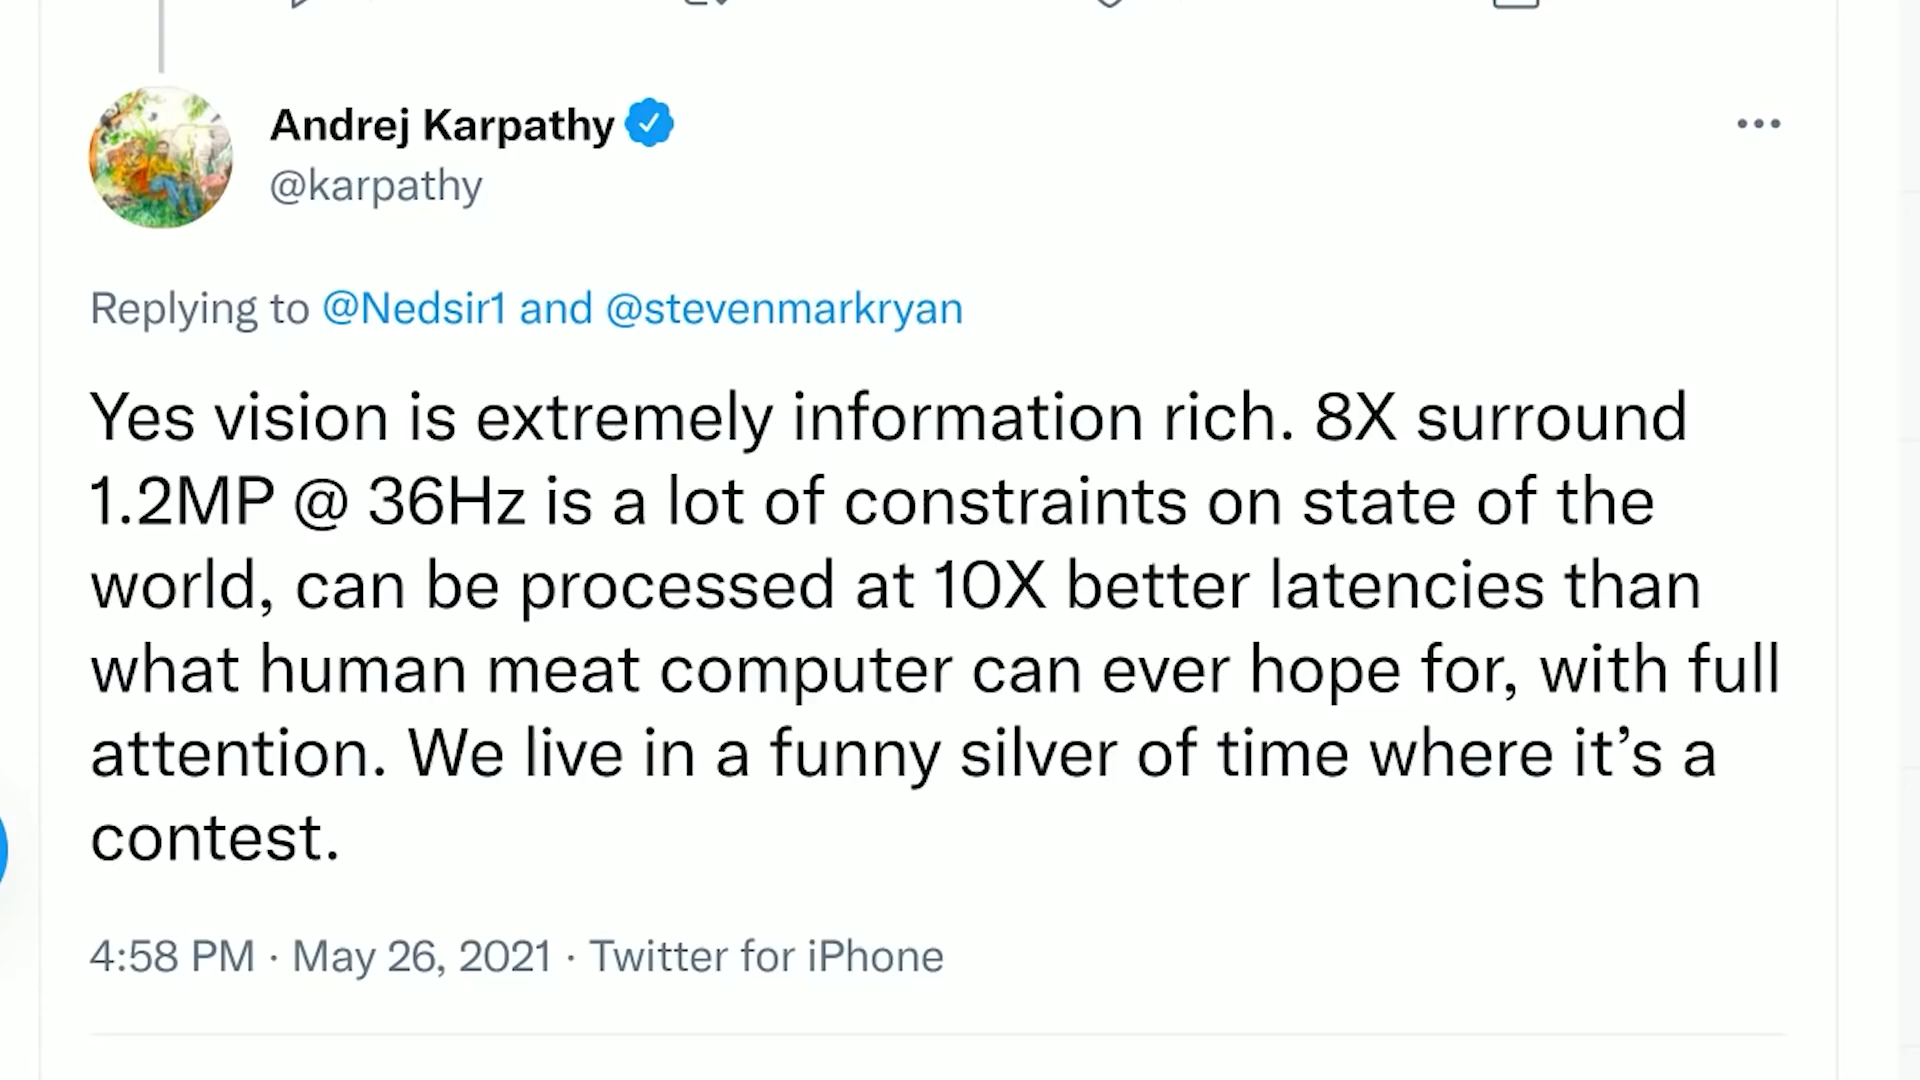 Andrej Karpathy
@karpathy
Replying to @Nedsir1 and @stevenmarkryan
Yes vision is extremely information rich. 8X surround
1.2MP @ 36Hz is a lot of constraints on state of the
world, can be processed at 10X better latencies than
what human meat computer can ever hope for, with full
attention. We live in a funny silver of time where it’s a
contest.
4:58 PM · May 26, 2021 · Twitter for iPhone